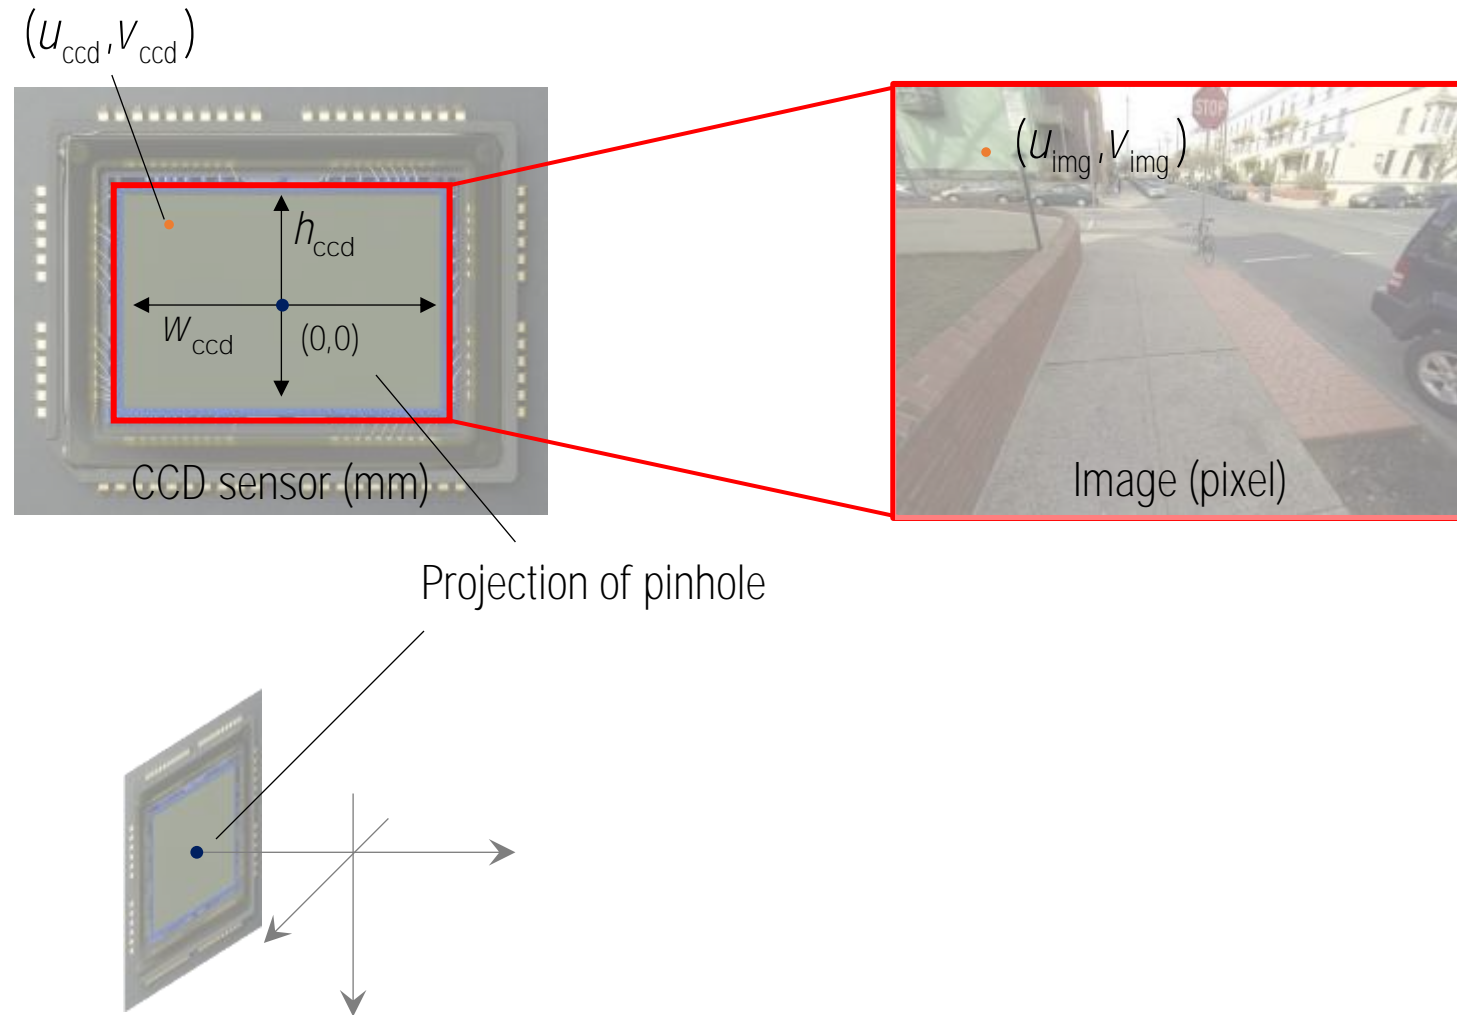 (u_ccd, v_ccd)
STOP
(u_img, v_img)
h_ccd
w_ccd
(0,0)
CCD sensor (mm)
Image (pixel)
Projection of pinhole